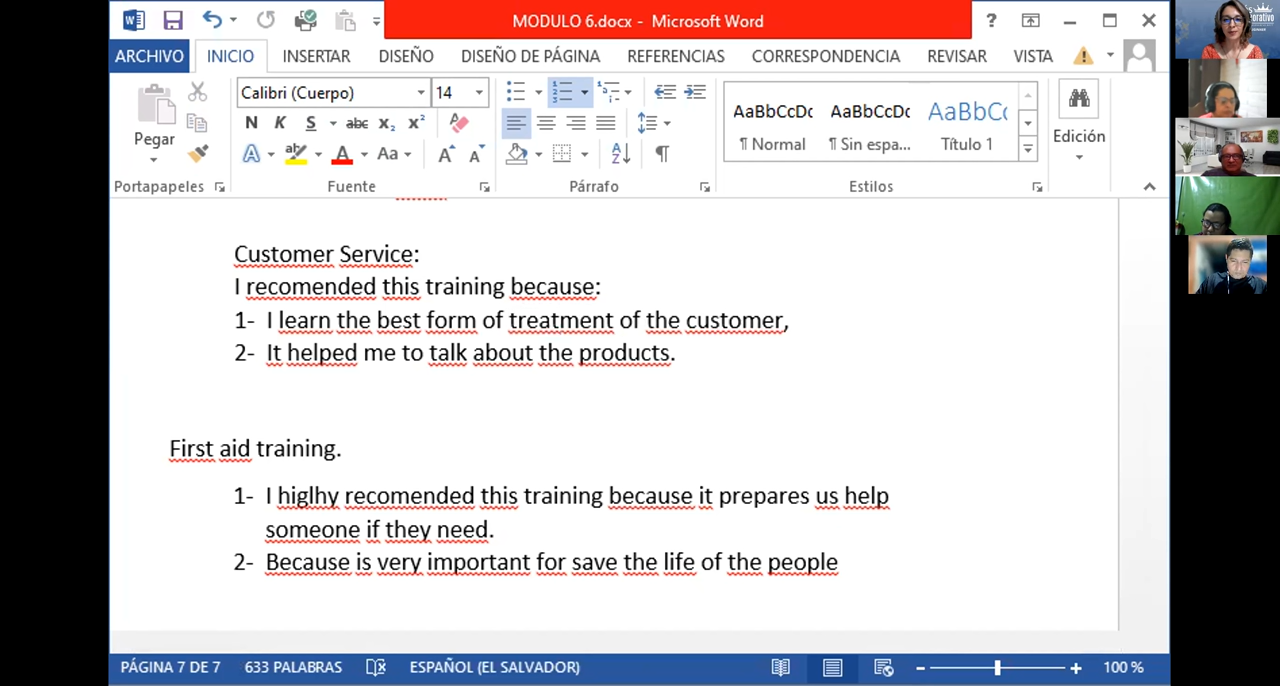 MODULO 6.docx - Microsoft Word
ARCHIVO INICIO INSERTAR DISEÑO DISEÑO DE PÁGINA REFERENCIAS CORRESPONDENCIA REVISAR VISTA
Calibri (Cuerpo) 14
Pegar
N K S abc x₂ x²
A aby A Aa A A
AaBbCcDc AaBbCcDc AaBbCc
¶ Normal ¶ Sin espa... Título 1
Edición
Portapapeles Fuente Párrafo Estilos
Customer Service:
I recomended this training because:
1- I learn the best form of treatment of the customer,
2- It helped me to talk about the products.
First aid training.
1- I higlhy recomended this training because it prepares us help
someone if they need.
2- Because is very important for save the life of the people
PÁGINA 7 DE 7 633 PALABRAS ESPAÑOL (EL SALVADOR) 100 %